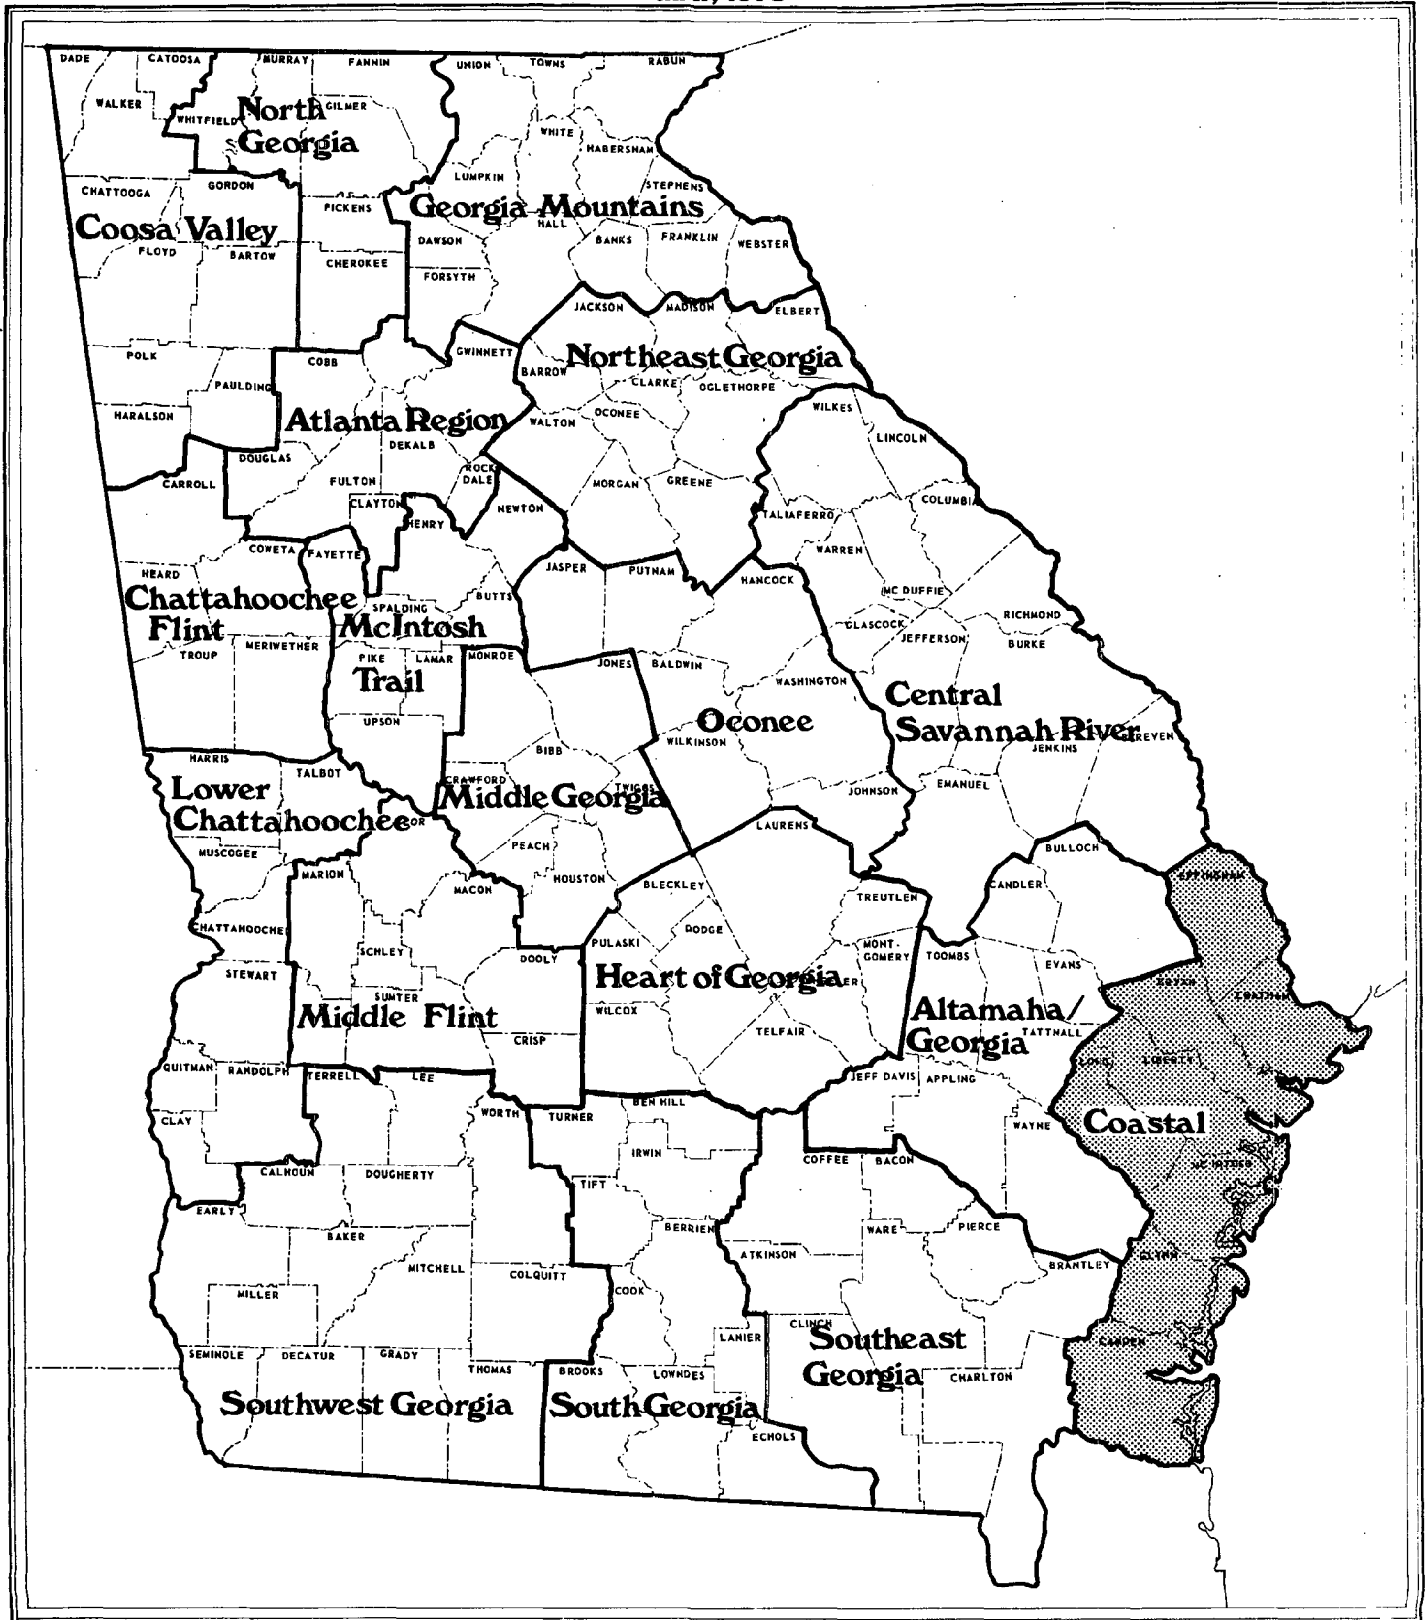 DADE
CATOOSA
MURRAY
FANNIN
UNION
TOWNS
RABUN
WALKER
WHITFIELD
North
Georgia
GILMER
WHITE
HABERSHAM
CHATTOOGA
GORDON
LUMPKIN
STEPHENS
PICKENS
Georgia Mountains
HALL
Coosa Valley
FLOYD
BARTOW
CHEROKEE
DAWSON
BANKS
FRANKLIN
WEBSTER
FORSYTH
JACKSON
MADISON
ELBERT
POLK
PAULDING
COBB
GWINNETT
BARROW
Northeast Georgia
CLARKE
OGLETHORPE
HARALSON
Atlanta Region
DEKALB
WALTON
OCONEE
WILKES
LINCOLN
DOUGLAS
CARROLL
FULTON
ROCK
DALE
CLAYTON
HENRY
NEWTON
MORGAN
GREENE
TALIAFERRO
COLUMBIA
COWETA
FAYETTE
WARREN
HEARD
JASPER
PUTNAM
HANCOCK
MC DUFFIE
Chattahoochee
Flint
SPALDING
BUTTS
McIntosh
Trail
GLASCOCK
JEFFERSON
RICHMOND
BURKE
TROUP
MERIWETHER
PIKE
LAMAR
MONROE
JONES
BALDWIN
WASHINGTON
UPSON
Oconee
WILKINSON
Central
Savannah River
JENKINS
HARRIS
TALBOT
BIBB
CRAWFORD
Middle Georgia
JOHNSON
EMANUEL
Lower
Chattahoochee
MUSCOGEE
PEACH
LAURENS
BULLOCH
MARION
MACON
HOUSTON
BLECKLEY
TREUTLEN
CANDLER
EFFINGHAM
CHATTAHOOCHE
SCHLEY
DOOLY
PULASKI
DODGE
MONT-
GOMERY
TOOMBS
EVANS
STEWART
SUMTER
Heart of Georgia
WILCOX
BRYAN
CHATHAM
Middle Flint
CRISP
TELFAIR
Altamaha/
Georgia
TATTNALL
LONG
LIBERTY
QUITMAN
RANDOLPH
TERRELL
LEE
WORTH
TURNER
BEN HILL
JEFF DAVIS
APPLING
CLAY
WAYNE
Coastal
CALHOUN
DOUGHERTY
IRWIN
COFFEE
BACON
EARLY
TIFT
BAKER
BERRIEN
WARE
PIERCE
ATKINSON
GLYNN
BRANTLEY
MITCHELL
COLQUITT
COOK
MILLER
CLINCH
LANIER
Southeast
Georgia
CAMDEN
SEMINOLE
DECATUR
GRADY
THOMAS
BROOKS
LOWNDES
CHARLTON
Southwest Georgia
South Georgia
ECHOLS